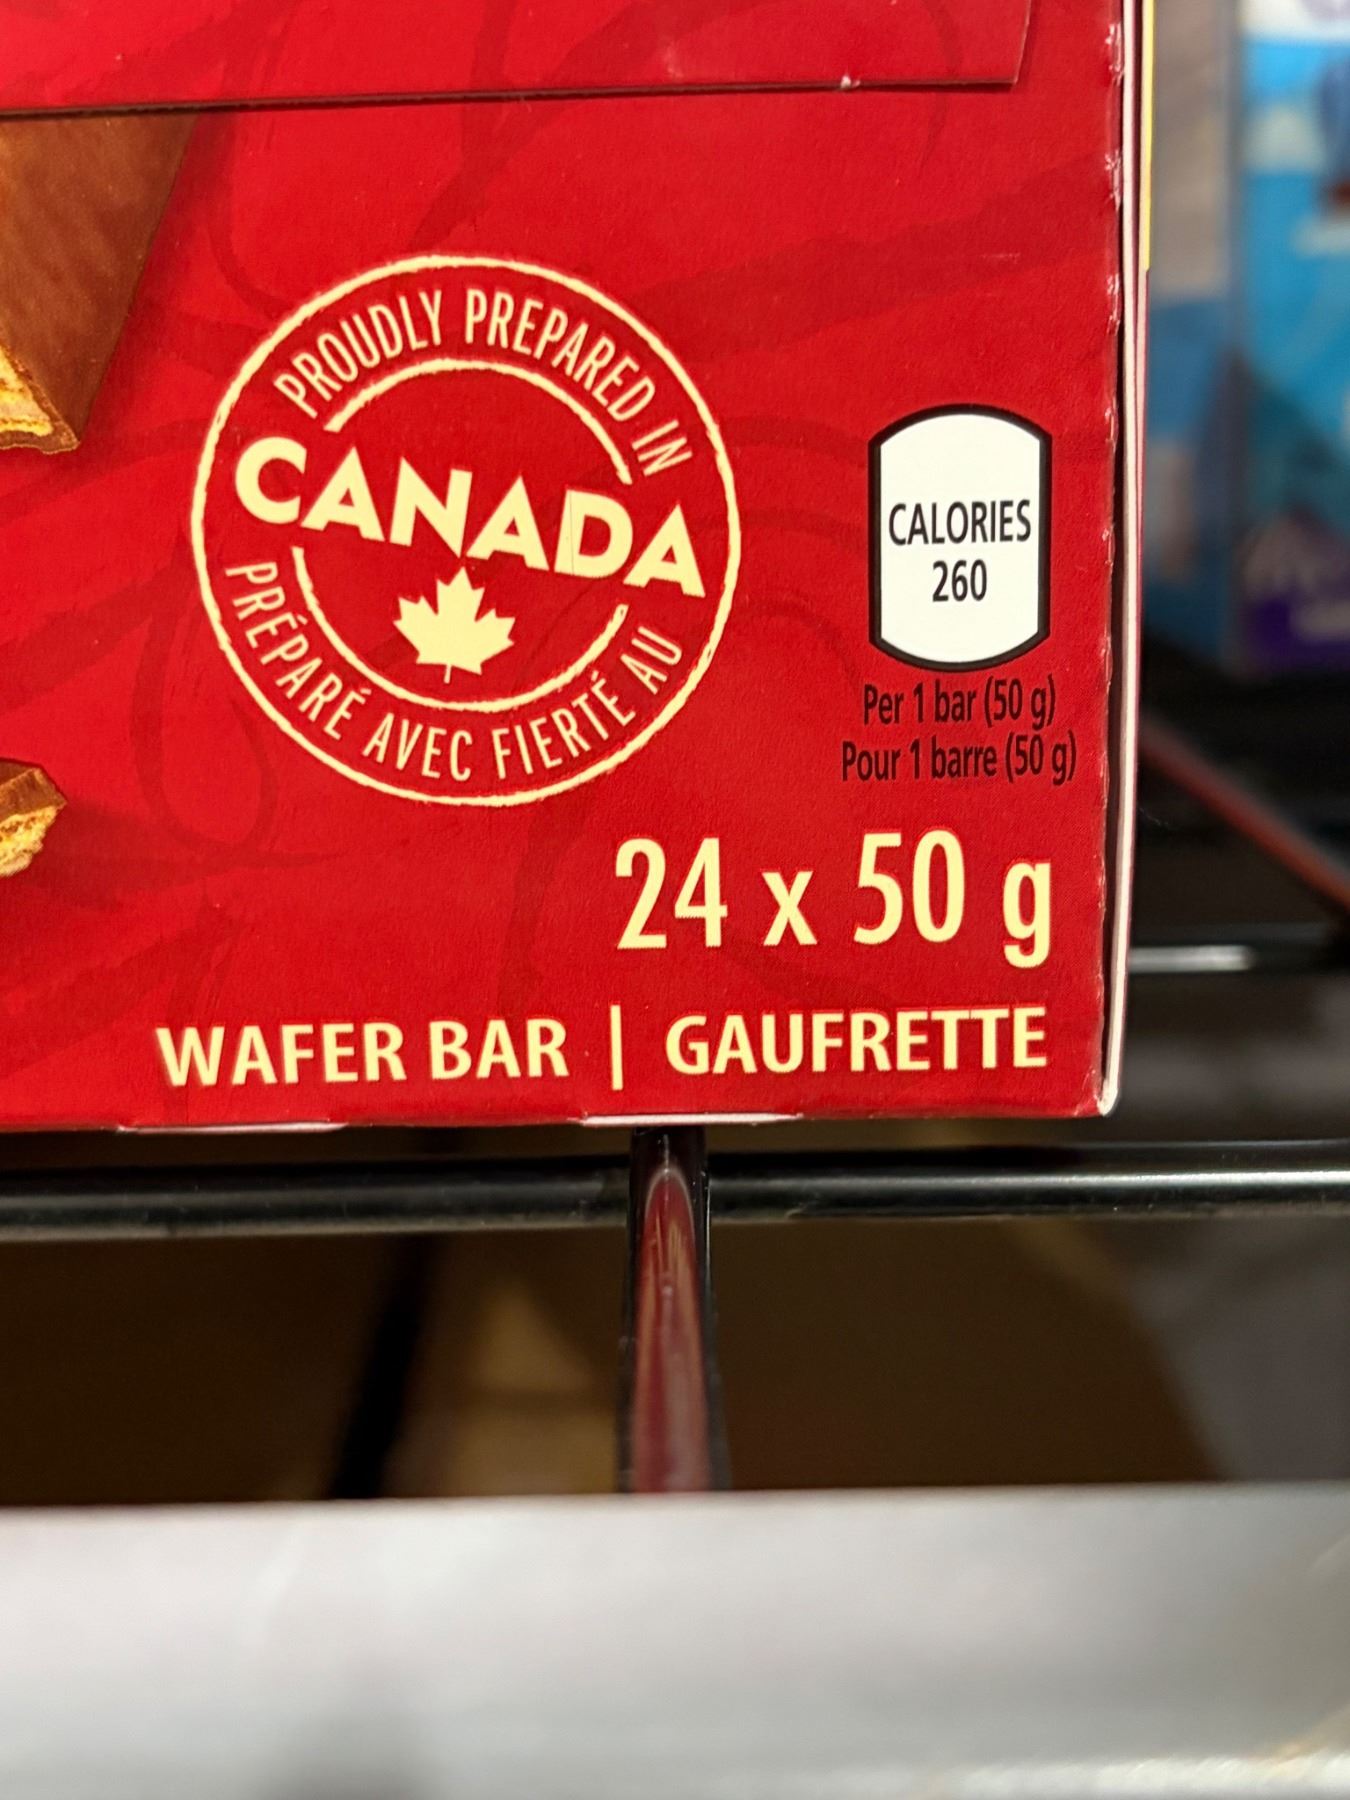 PROUDLY PREPARED IN
CANADA
PRÉPARÉ AVEC FIERTÉ AU
CALORIES
260
Per 1 bar (50 g)
Pour 1 barre (50 g)
24 x 50 g
WAFER BAR | GAUFRETTE